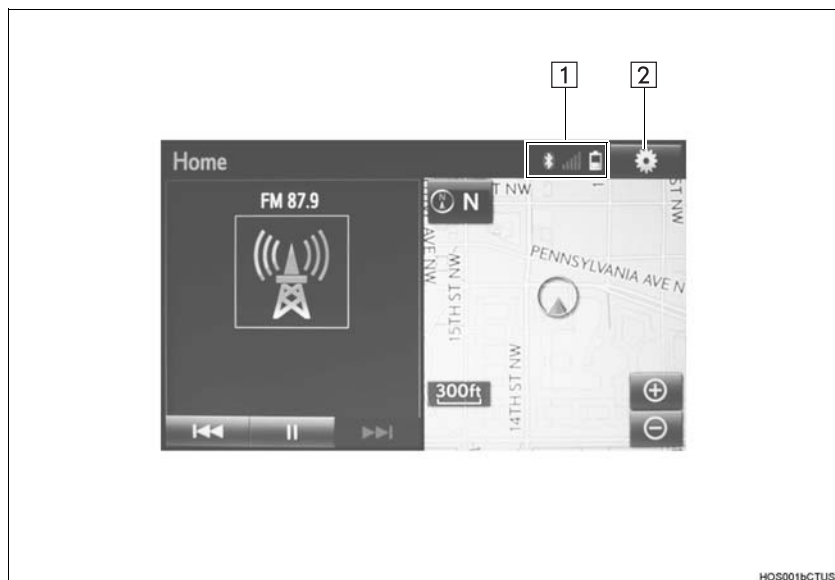 1 2
Home
FM 87.9
N
N
T NW
1
ST NW
AVE NW
15TH ST NW
PENNSYLVANIA AVE N
14TH ST NW
300ft
HOS001bCTUS